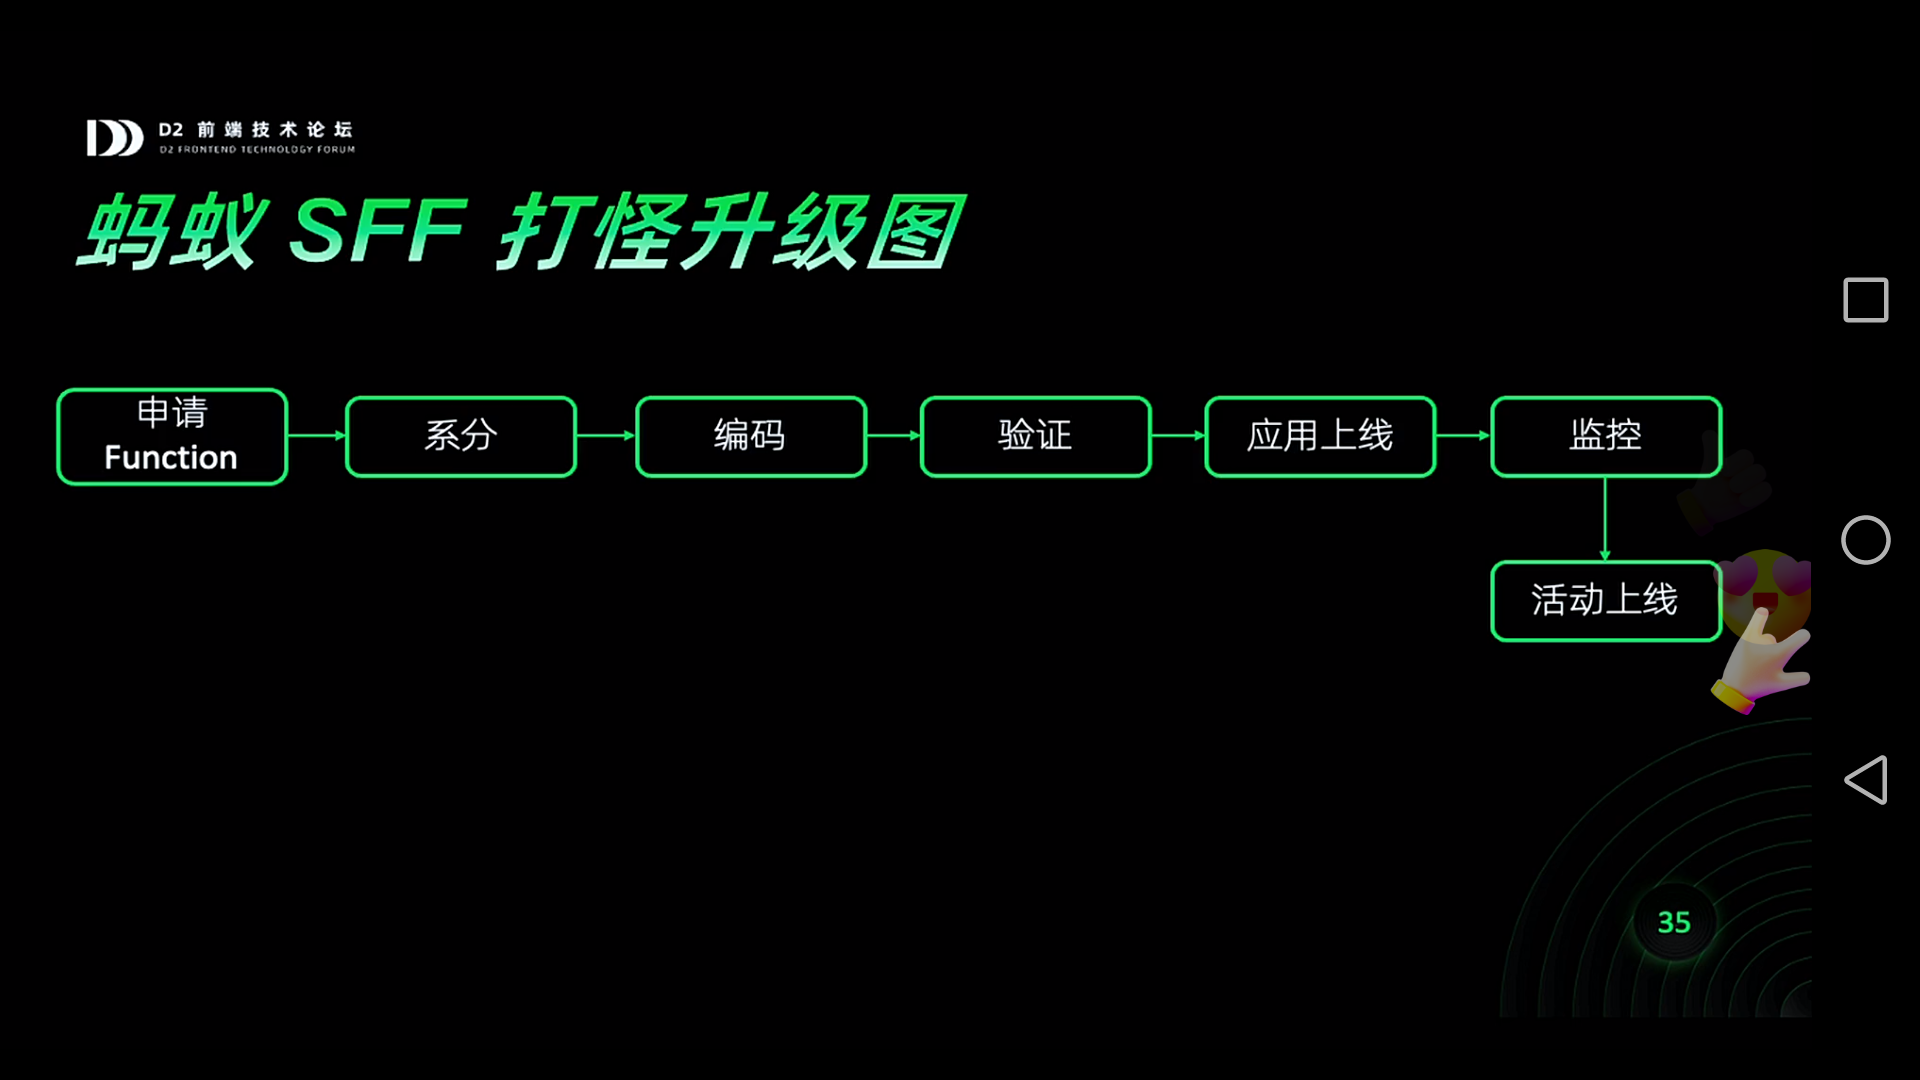 D2 前端技术论坛
D2 FRONTEND TECHNOLOGY FORUM
蚂蚁 SFF 打怪升级图
申请
Function
系分
编码
验证
应用上线
监控
活动上线
35